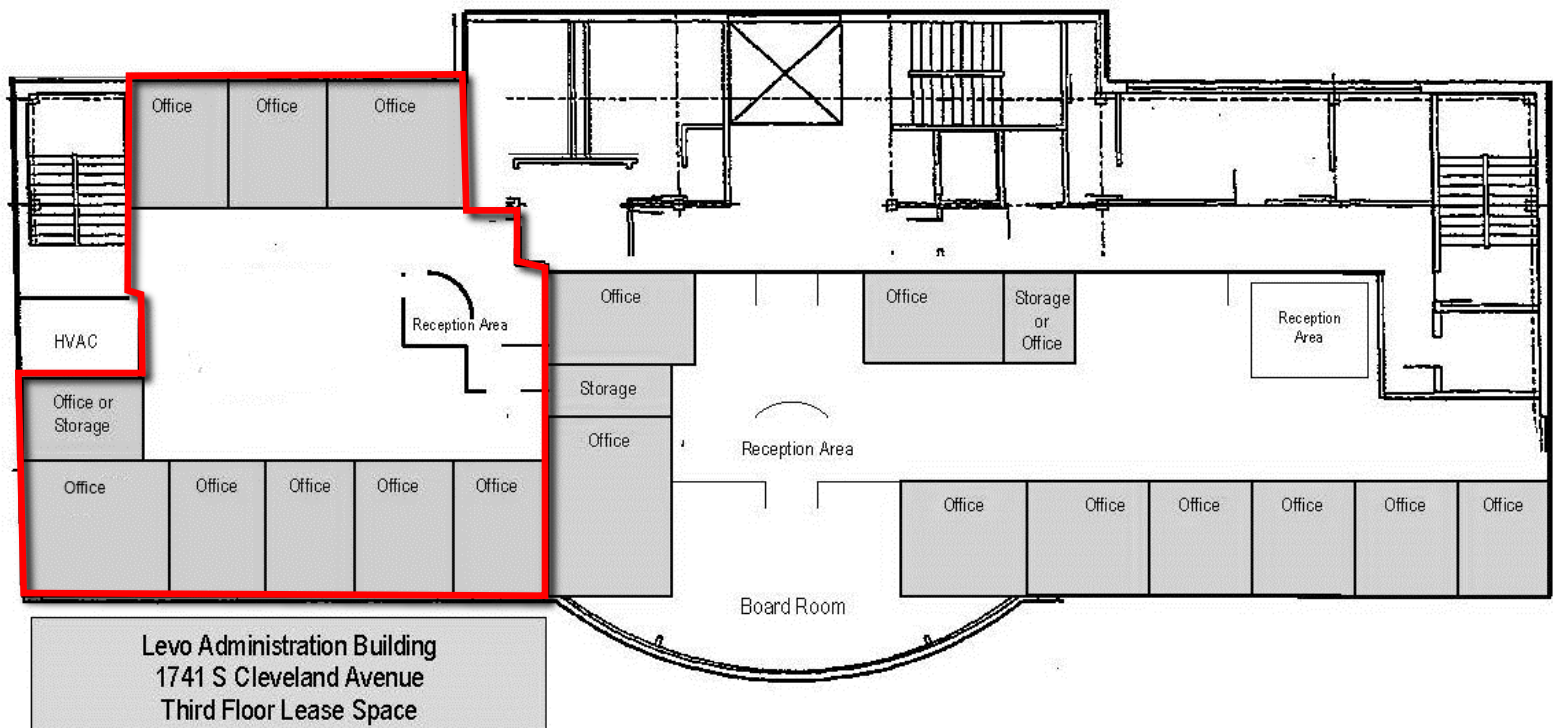 Office
Office
Office
Office
Office
Storage
or
Office
Reception
Area
Reception Area
HVAC
Storage
Office or
Storage
Office
Reception Area
Office
Office
Office
Office
Office
Office
Office
Office
Office
Office
Office
Board Room
Levo Administration Building
1741 S Cleveland Avenue
Third Floor Lease Space